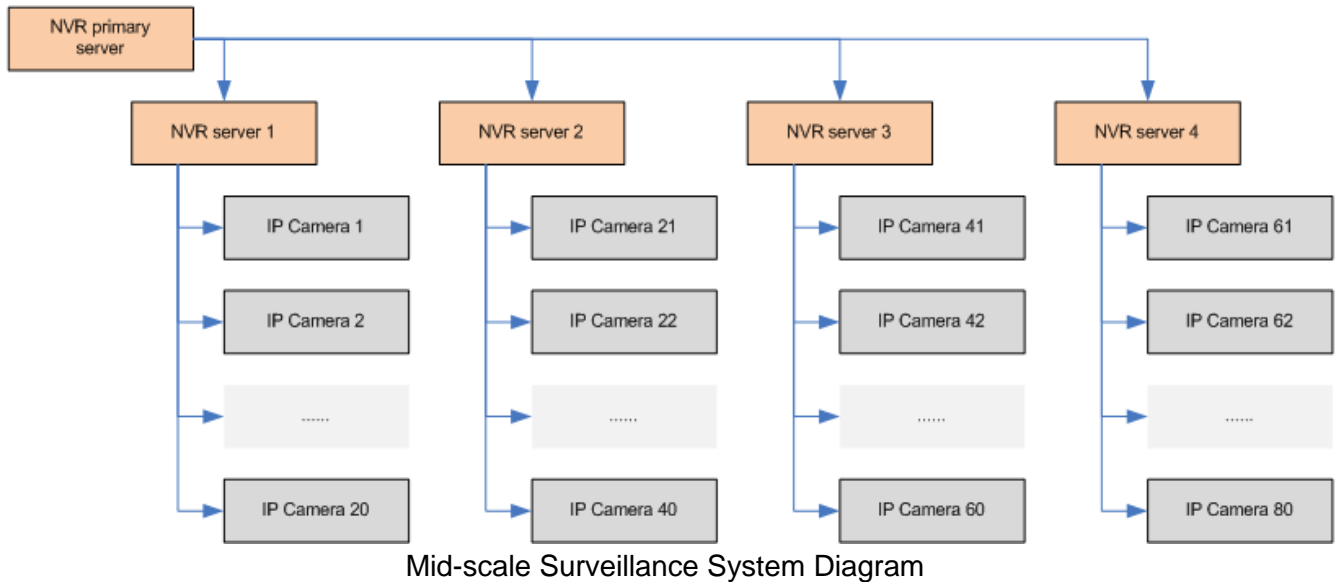 NVR primary
server
NVR server 1
NVR server 2
NVR server 3
NVR server 4
IP Camera 1
IP Camera 21
IP Camera 41
IP Camera 61
IP Camera 2
IP Camera 22
IP Camera 42
IP Camera 62
......
......
......
......
IP Camera 20
IP Camera 40
IP Camera 60
IP Camera 80
Mid-scale Surveillance System Diagram